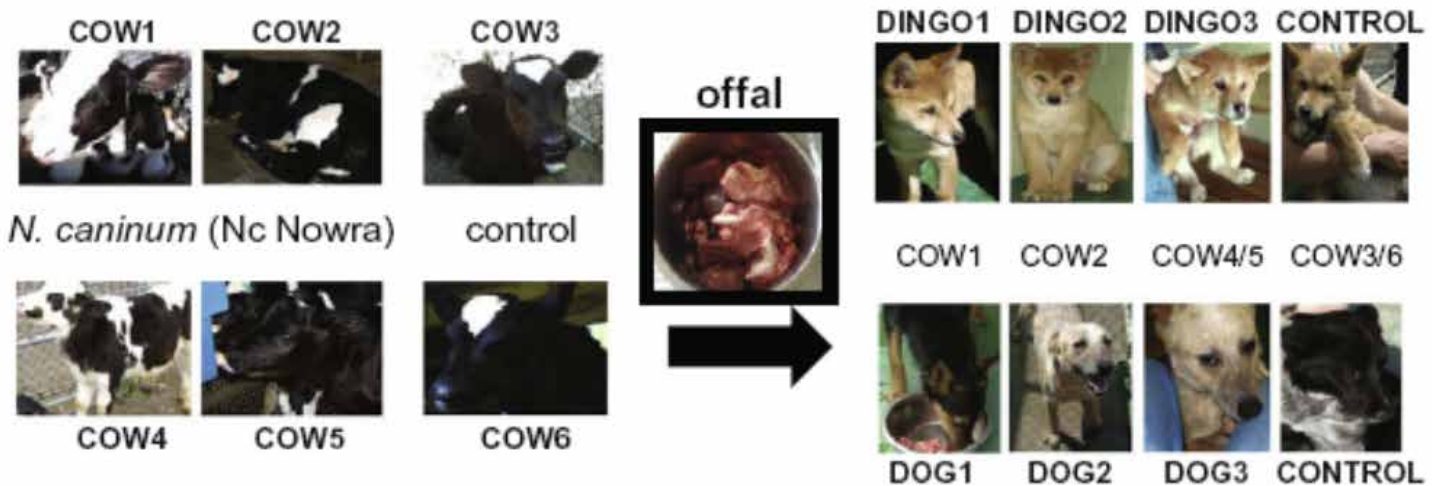 COW1 COW2 COW3
N. caninum (Nc Nowra) control
COW4 COW5 COW6
offal
DINGO1 DINGO2 DINGO3 CONTROL
COW1 COW2 COW4/5 COW3/6
DOG1 DOG2 DOG3 CONTROL